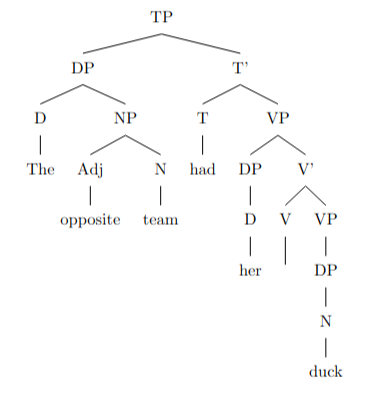 TP
DP T'
D NP T VP
The Adj N had DP V'
opposite team D V VP
her DP
N
duck